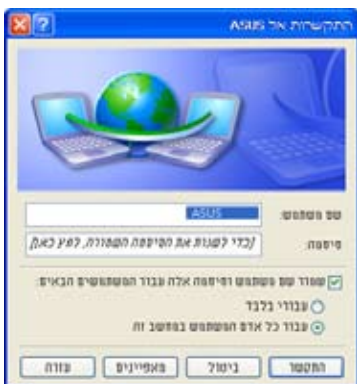 התקשרות אל ASUS
שם משתמש:
ASUS
סיסמה:
[כדי לשנות את הסיסמה השמורה, לחץ כאן]
שמור שם משתמש וסיסמה אלה עבור המשתמשים הבאים:
עבורי בלבד
עבור כל אדם המשתמש במחשב זה
התקשר
ביטול
מאפיינים
עזרה